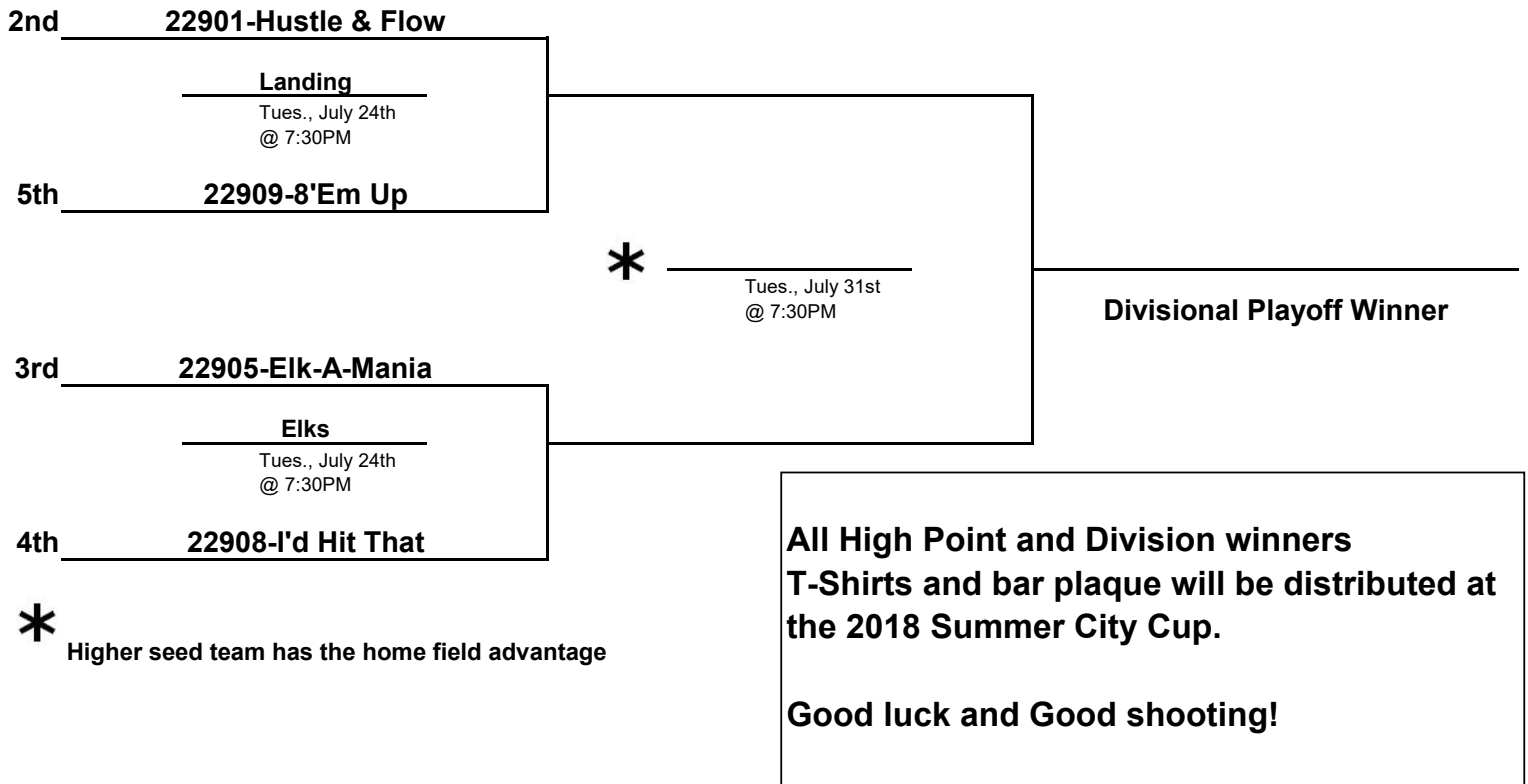 2nd 22901-Hustle & Flow
Landing
Tues., July 24th
@ 7:30PM
5th 22909-8'Em Up
*
Tues., July 31st
@ 7:30PM
Divisional Playoff Winner
3rd 22905-Elk-A-Mania
Elks
Tues., July 24th
@ 7:30PM
4th 22908-I'd Hit That
* Higher seed team has the home field advantage
All High Point and Division winners
T-Shirts and bar plaque will be distributed at
the 2018 Summer City Cup.
Good luck and Good shooting!